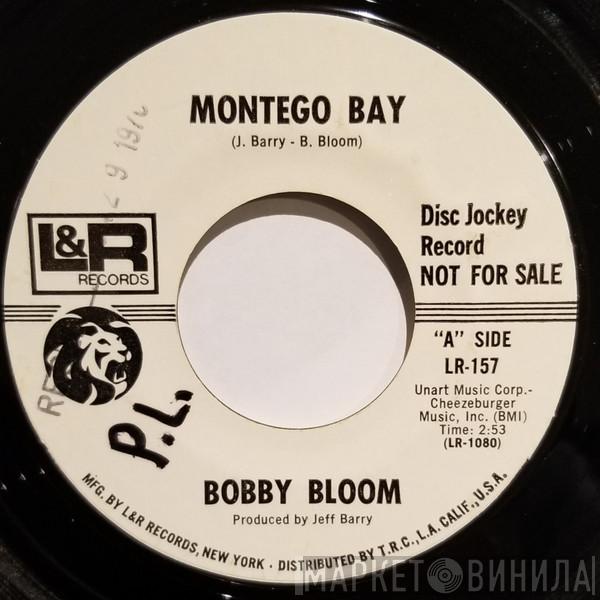 MONTEGO BAY
(J. Barry - B. Bloom)
9 197
L&R
RECORDS
Disc Jockey
Record
NOT FOR SALE
"A" SIDE
LR-157
Unart Music Corp.-
Cheezeburger
Music, Inc. (BMI)
Time: 2:53
(LR-1080)
P.L.
BOBBY BLOOM
Produced by Jeff Barry
MFG. BY L&R RECORDS, NEW YORK · DISTRIBUTED BY T.R.C., L.A. CALIF., U.S.A.
МАРКЕТ ВИНИЛА